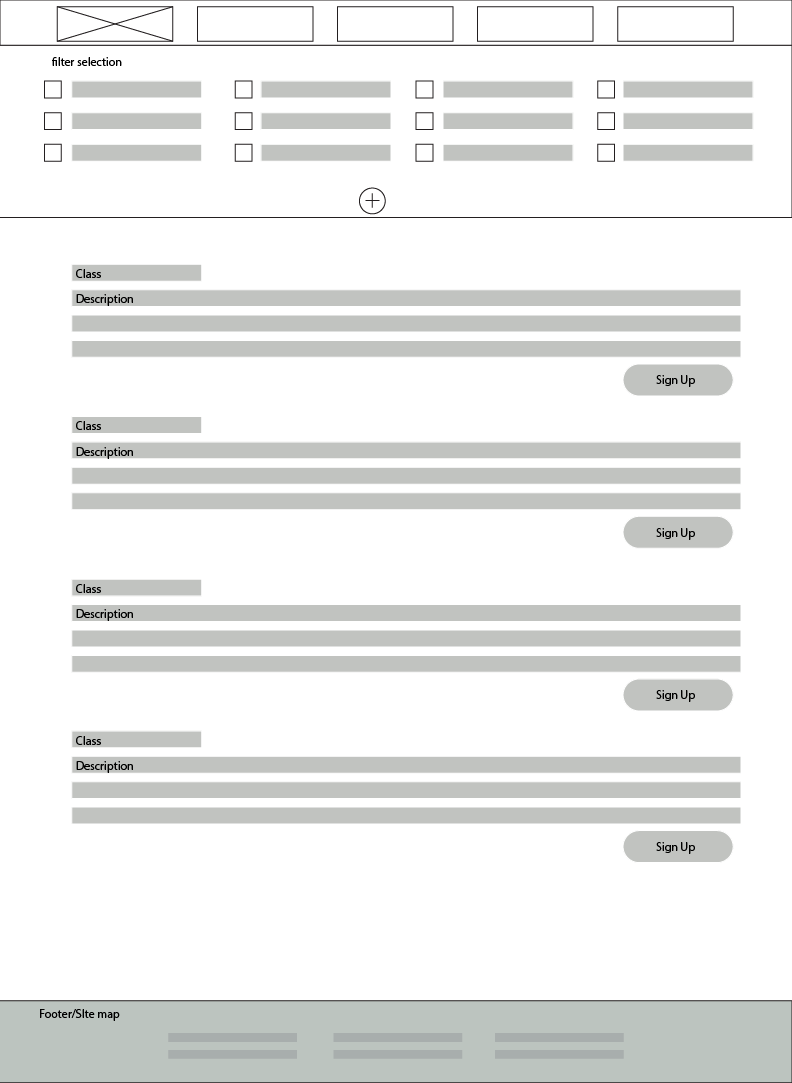 filter selection
Class
Description
Sign Up
Class
Description
Sign Up
Class
Description
Sign Up
Class
Description
Sign Up
Footer/SIte map